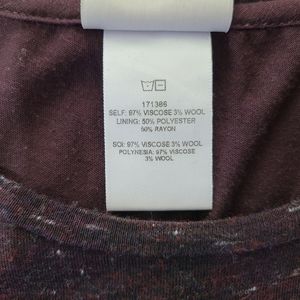 171386
SELF: 97% VISCOSE 3% WOOL
LINING: 50% POLYESTER
50% RAYON
SOI: 97% VISCOSE 3% WOOL
POLYNESIA: 97% VISCOSE
3% WOOL